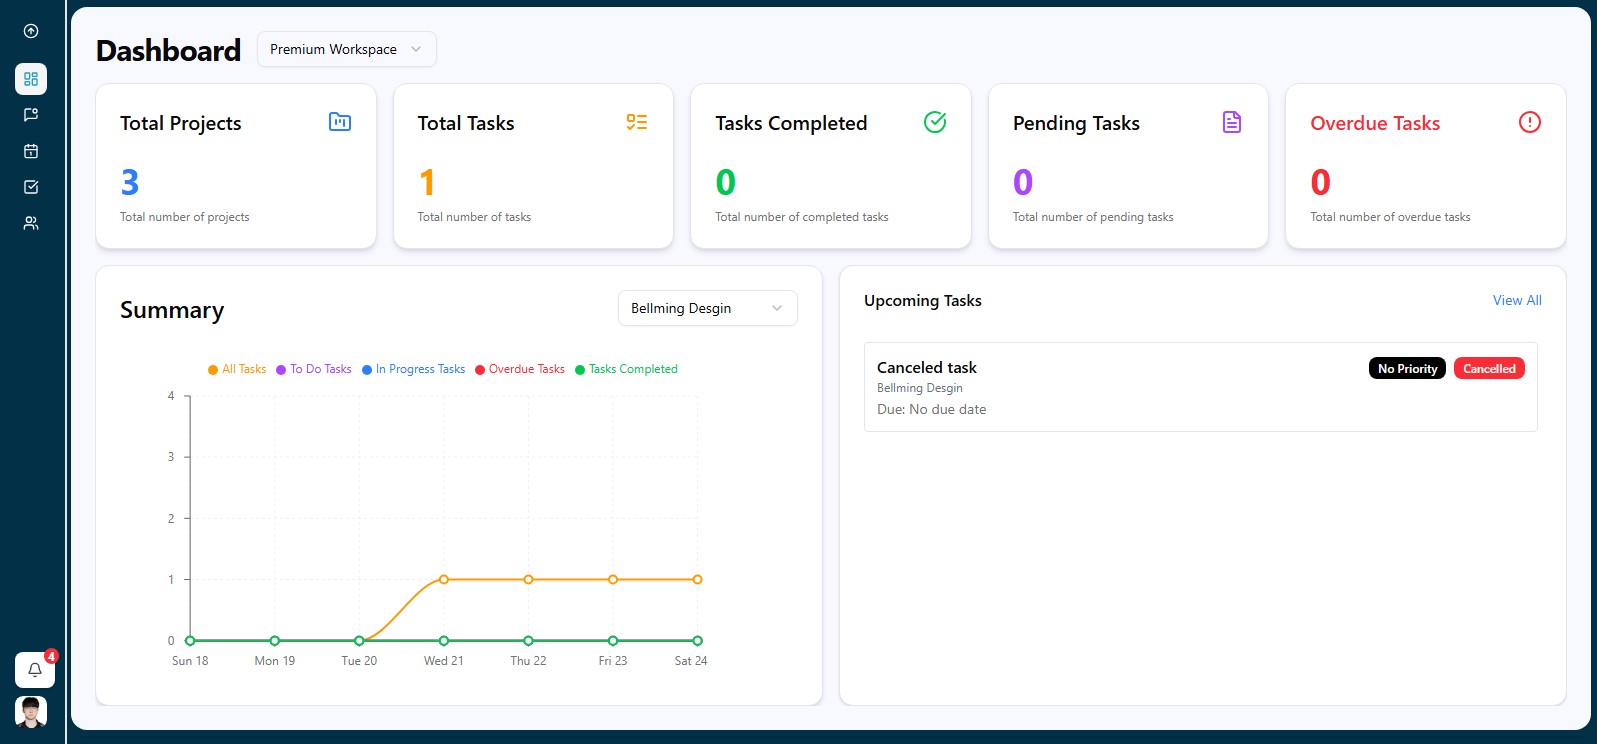 Dashboard
Premium Workspace
Total Projects
3
Total number of projects
Total Tasks
1
Total number of tasks
Tasks Completed
0
Total number of completed tasks
Pending Tasks
0
Total number of pending tasks
Overdue Tasks
0
Total number of overdue tasks
Summary
Bellming Desgin
All Tasks To Do Tasks In Progress Tasks Overdue Tasks Tasks Completed
4
3
2
1
0
Sun 18 Mon 19 Tue 20 Wed 21 Thu 22 Fri 23 Sat 24
Upcoming Tasks
View All
Canceled task
No Priority Cancelled
Bellming Desgin
Due: No due date
4